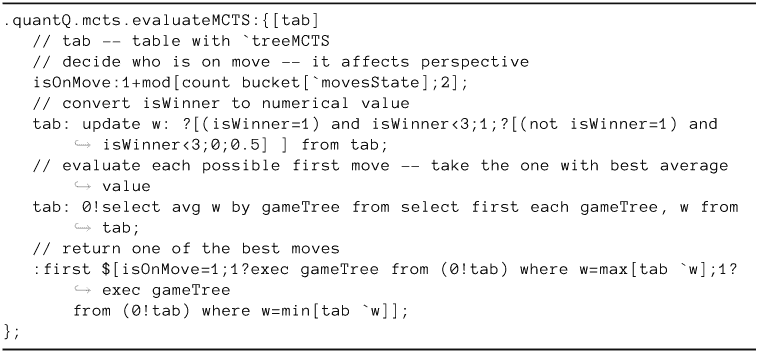 .quantQ.mcts.evaluateMCTS:{[tab]
// tab -- table with `treeMCTS
// decide who is on move -- it affects perspective
isOnMove:1+mod[count bucket[`movesState];2];
// convert isWinner to numerical value
tab: update w: ?[(isWinner=1) and isWinner<3;1;?[(not isWinner=1) and
↪ isWinner<3;0;0.5] ] from tab;
// evaluate each possible first move -- take the one with best average
↪ value
tab: 0!select avg w by gameTree from select first each gameTree, w from
↪ tab;
// return one of the best moves
:first $[isOnMove=1;1?exec gameTree from (0!tab) where w=max[tab `w];1?
↪ exec gameTree
from (0!tab) where w=min[tab `w]];
};